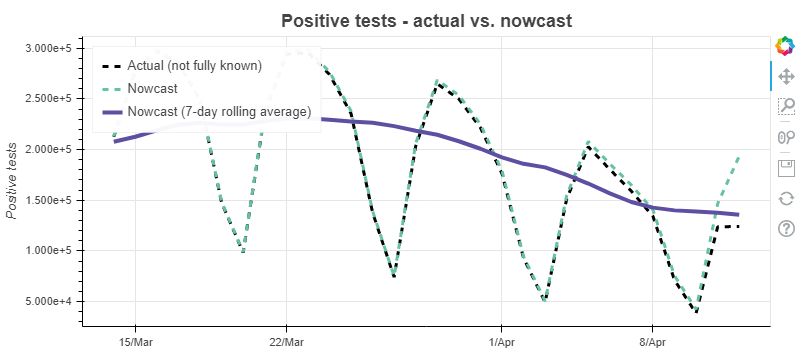 Positive tests - actual vs. nowcast
3.000e+5
2.500e+5
2.000e+5
1.500e+5
1.000e+5
5.000e+4
Positive tests
Actual (not fully known)
Nowcast
Nowcast (7-day rolling average)
15/Mar
22/Mar
1/Apr
8/Apr